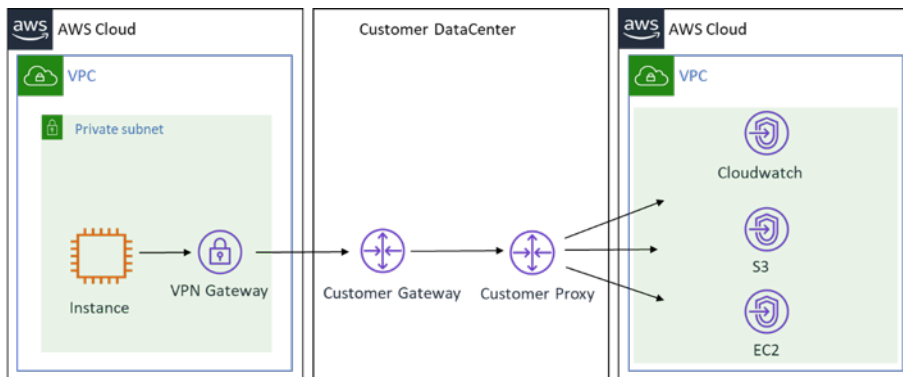 aws
AWS Cloud
VPC
Private subnet
Instance
VPN Gateway
Customer DataCenter
Customer Gateway
Customer Proxy
aws
AWS Cloud
VPC
Cloudwatch
S3
EC2